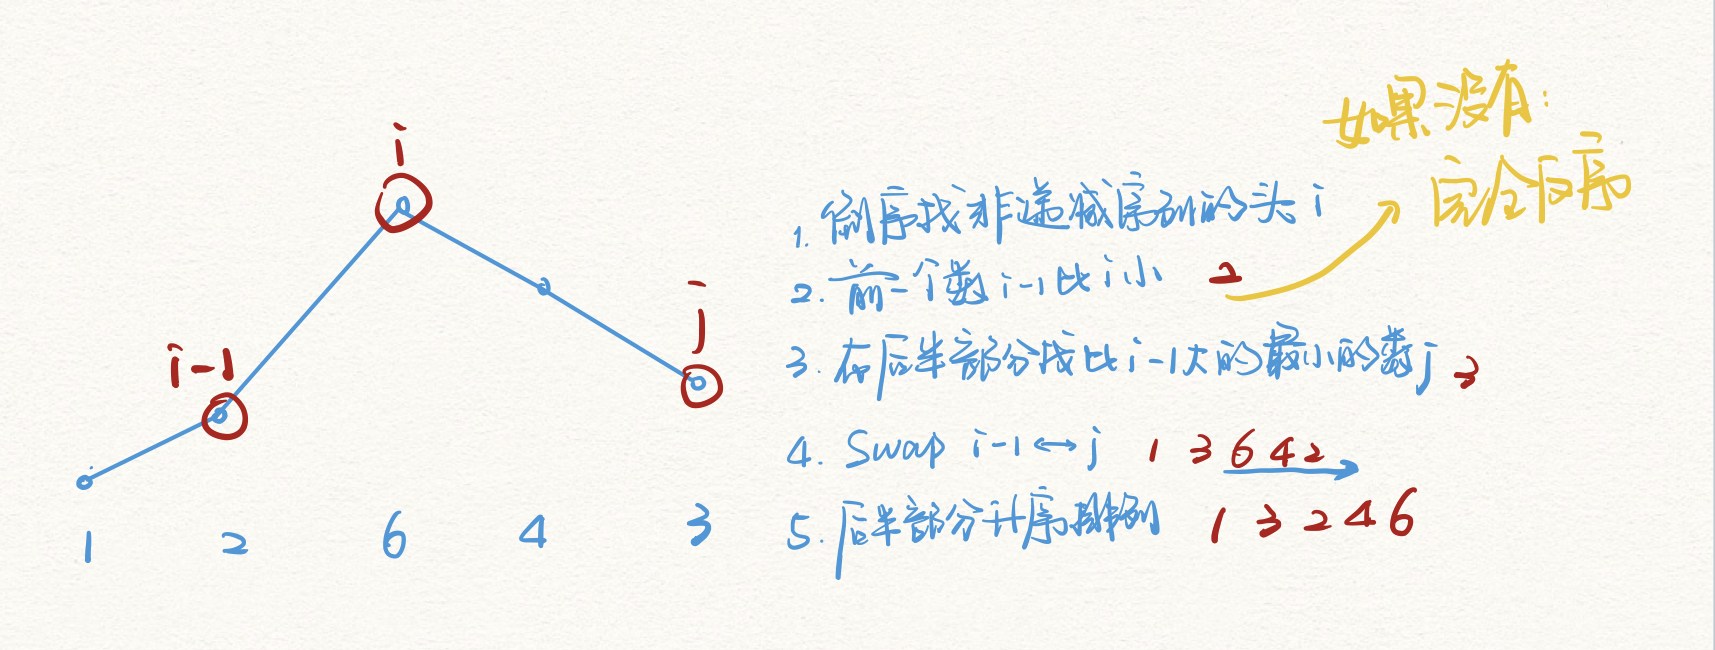 i
i-1
j
1 2 6 4 3
如果没有:
完全反序
1. 倒序找非递减序列的头 i
2. 前一个数 i-1 比 i 小 2
3. 在后半部分找比 i-1 大的最小的数 j 3
4. Swap i-1 ↔ j 1 3 6 4 2
5. 后半部分升序排列 1 3 2 4 6